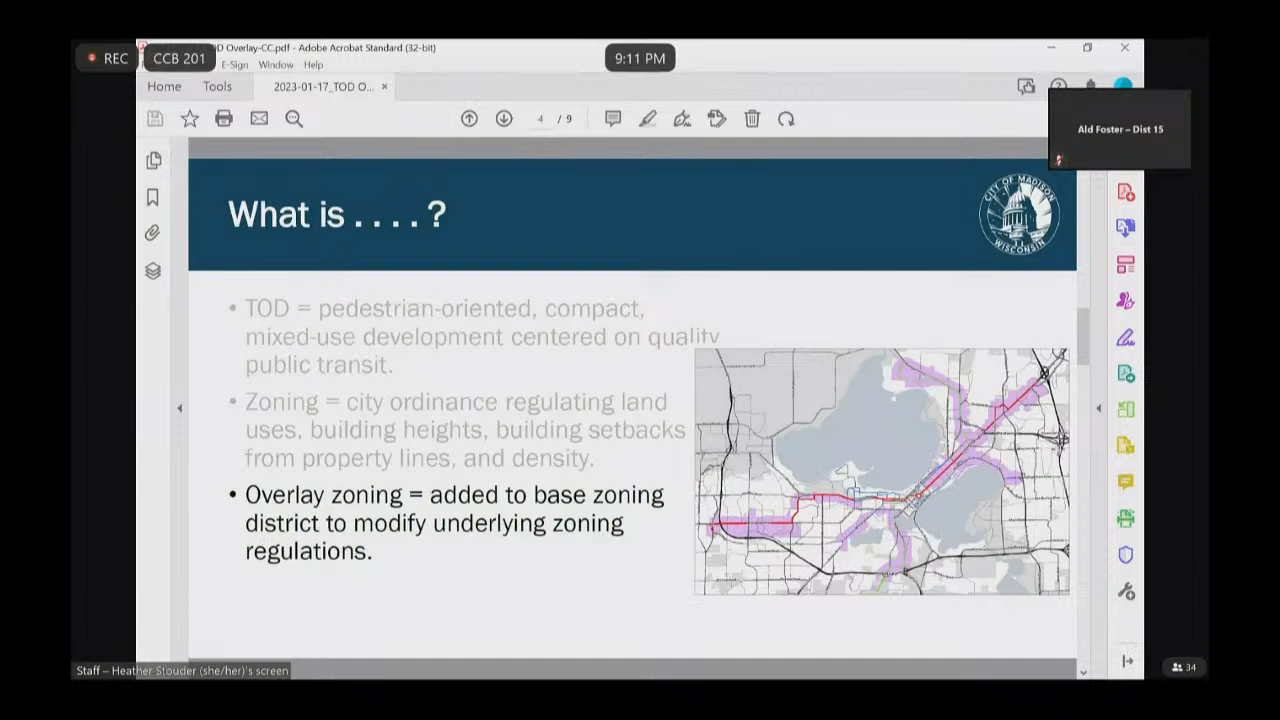 REC
CCB 201
OD Overlay-CC.pdf - Adobe Acrobat Standard (32-bit)
9:11 PM
E-Sign Window Help
Home Tools 2023-01-17_TOD O... ×
4 / 9
Ald Foster – Dist 15
What is . . . . ?
CITY OF MADISON
WISCONSIN
• TOD = pedestrian-oriented, compact,
mixed-use development centered on quality
public transit.
• Zoning = city ordinance regulating land
uses, building heights, building setbacks
from property lines, and density.
• Overlay zoning = added to base zoning
district to modify underlying zoning
regulations.
Staff – Heather Stouder (she/her)'s screen
34